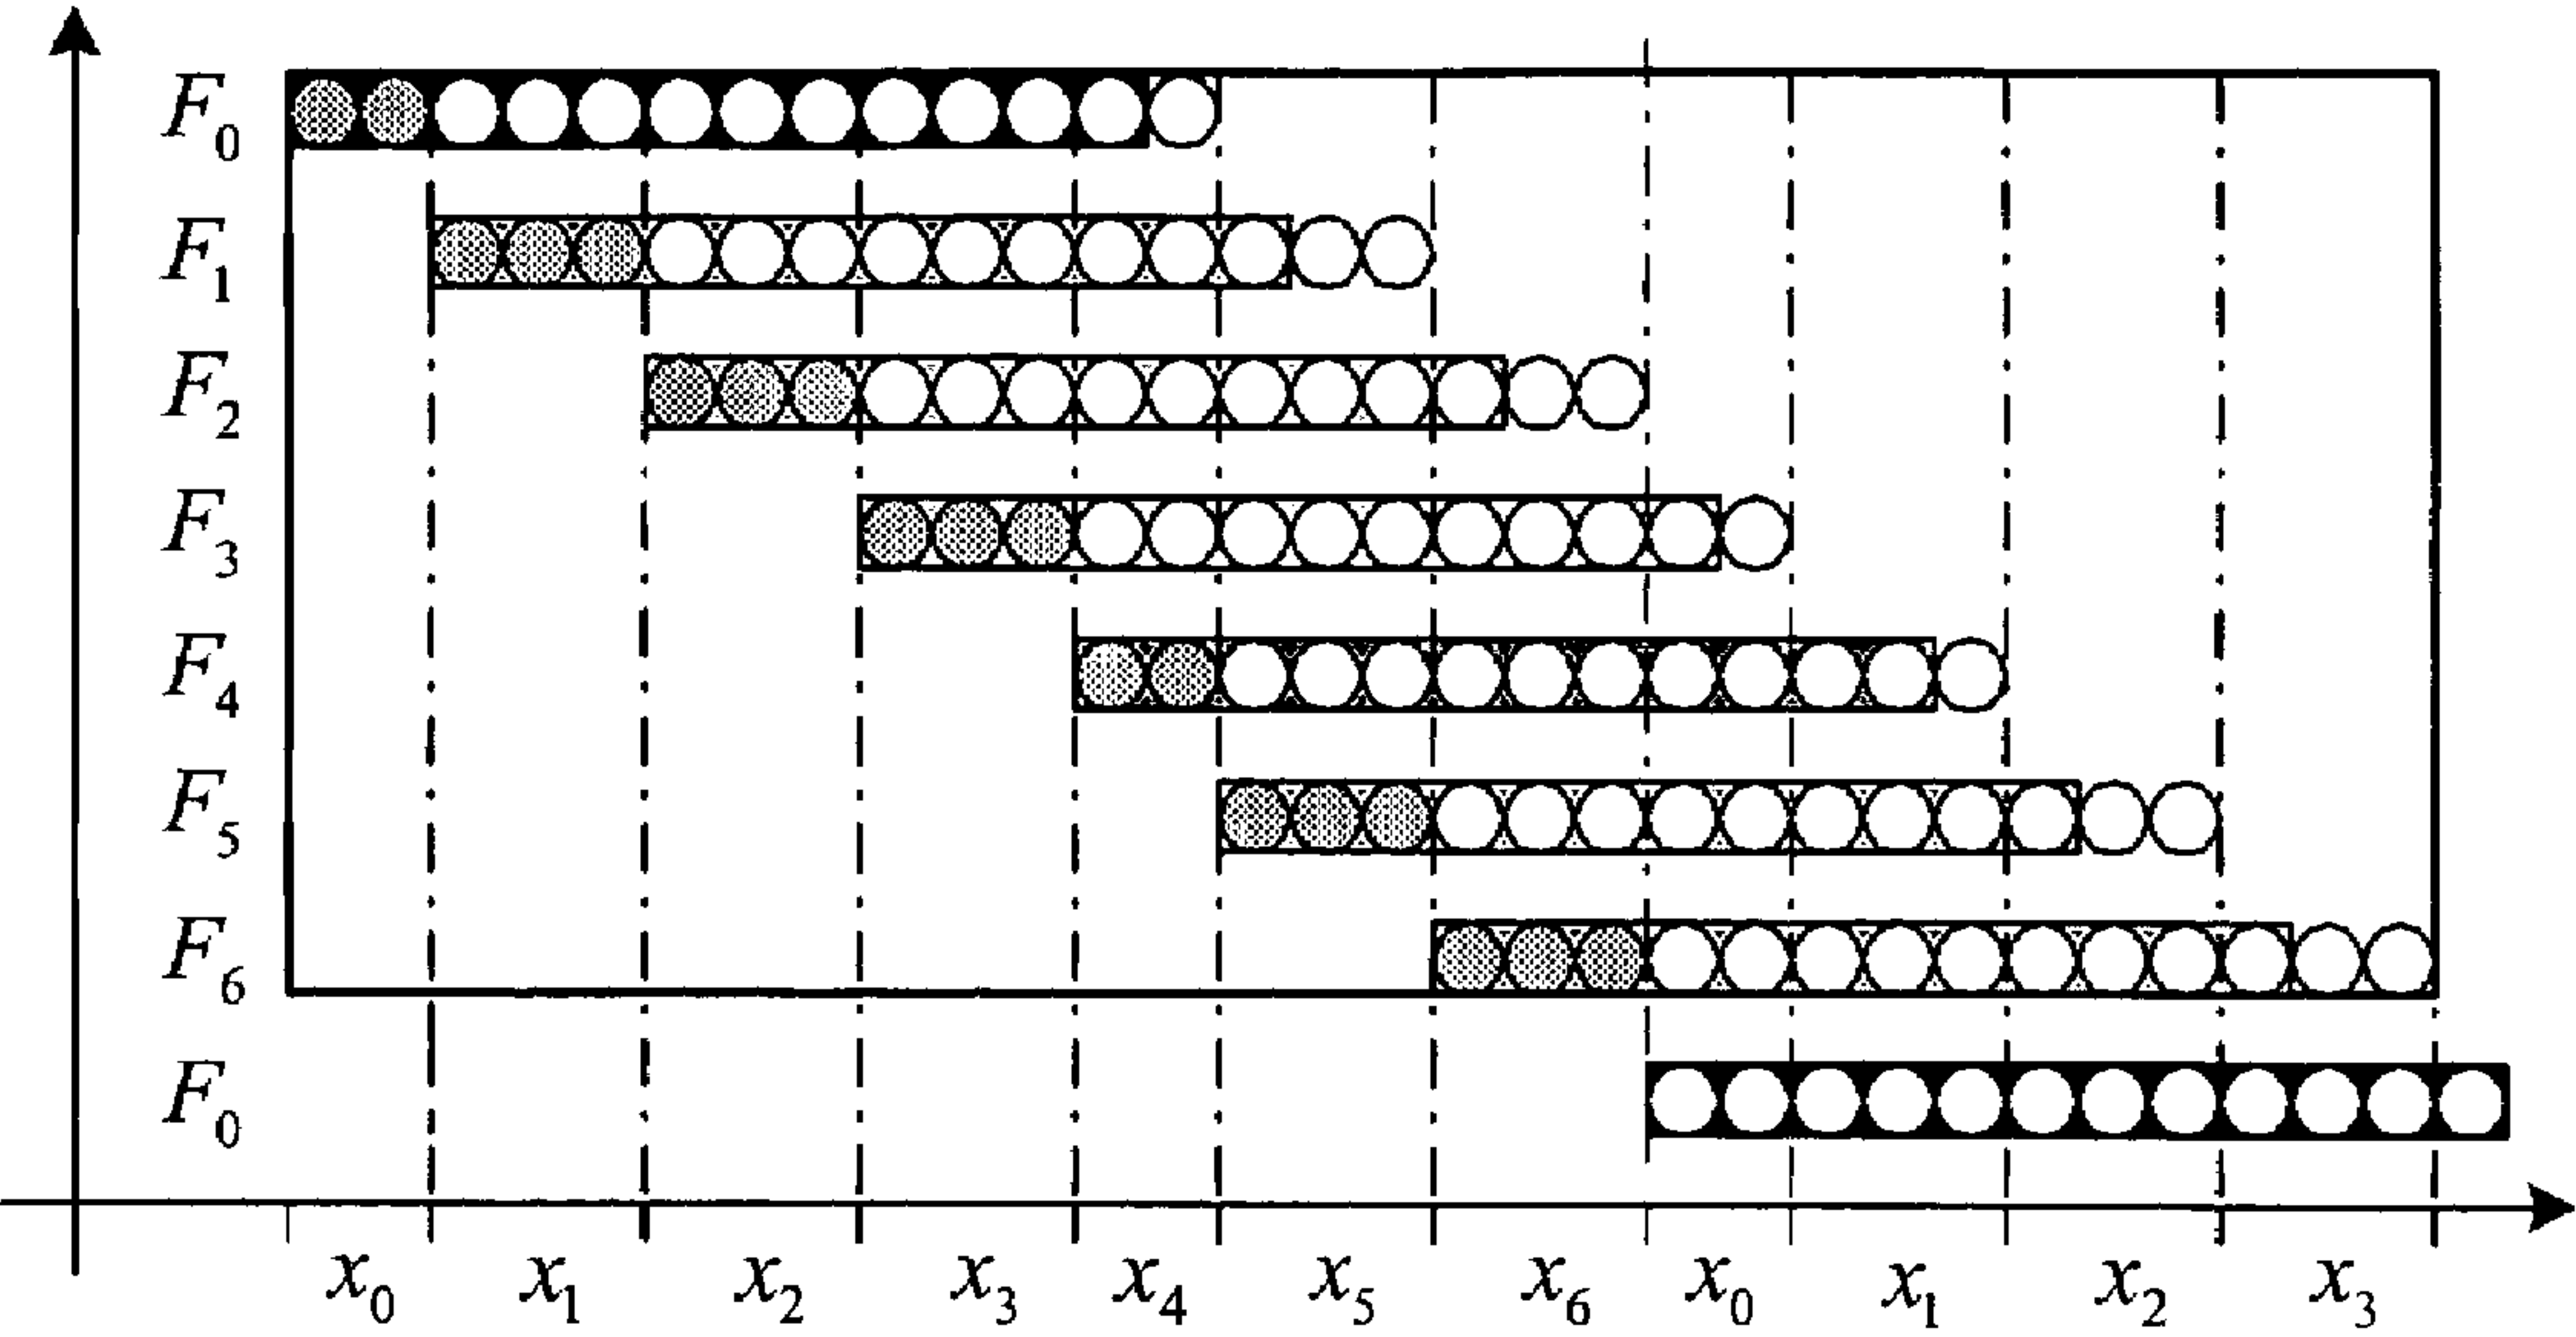 F₀
F₁
F₂
F₃
F₄
F₅
F₆
F₀
x₀ x₁ x₂ x₃ x₄ x₅ x₆ x₀ x₁ x₂ x₃